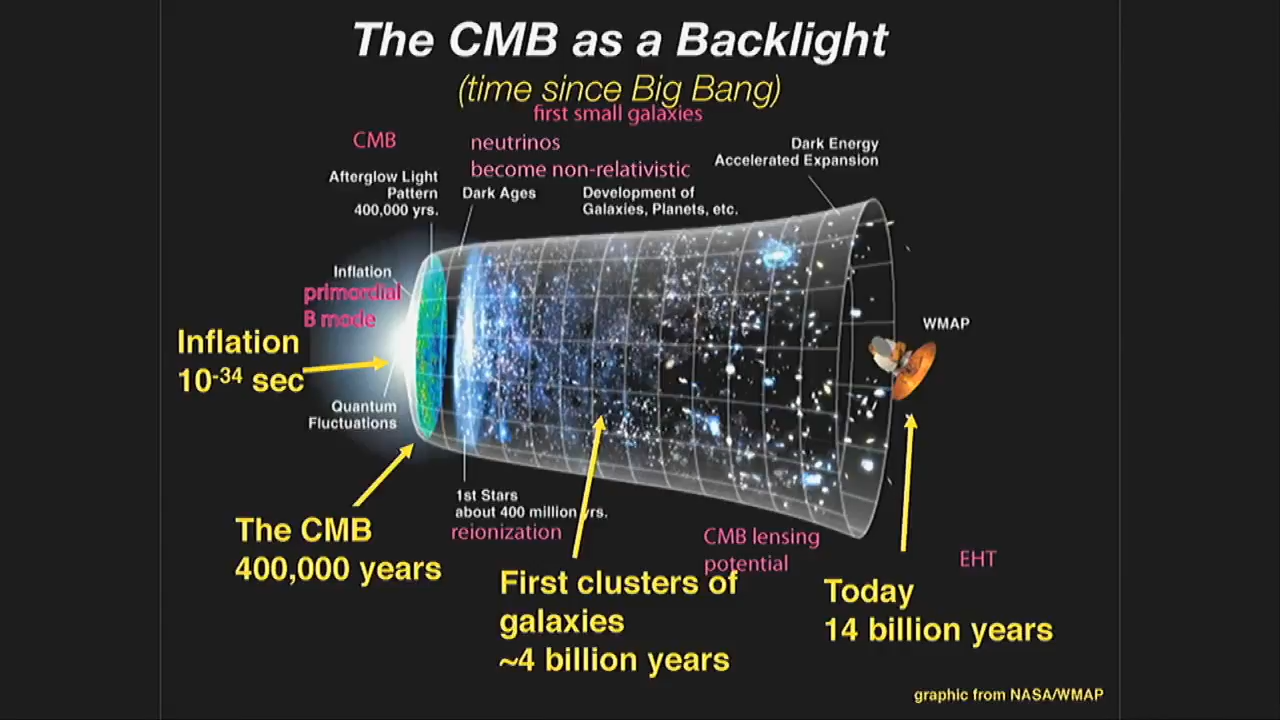 The CMB as a Backlight
(time since Big Bang)
first small galaxies
CMB
neutrinos
become non-relativistic
Dark Energy
Accelerated Expansion
Afterglow Light
Pattern
400,000 yrs.
Dark Ages
Development of
Galaxies, Planets, etc.
Inflation
primordial
B mode
Inflation
10-34 sec
WMAP
Quantum
Fluctuations
1st Stars
about 400 million yrs.
reionization
The CMB
400,000 years
CMB lensing
potential
EHT
First clusters of
galaxies
~4 billion years
Today
14 billion years
graphic from NASA/WMAP